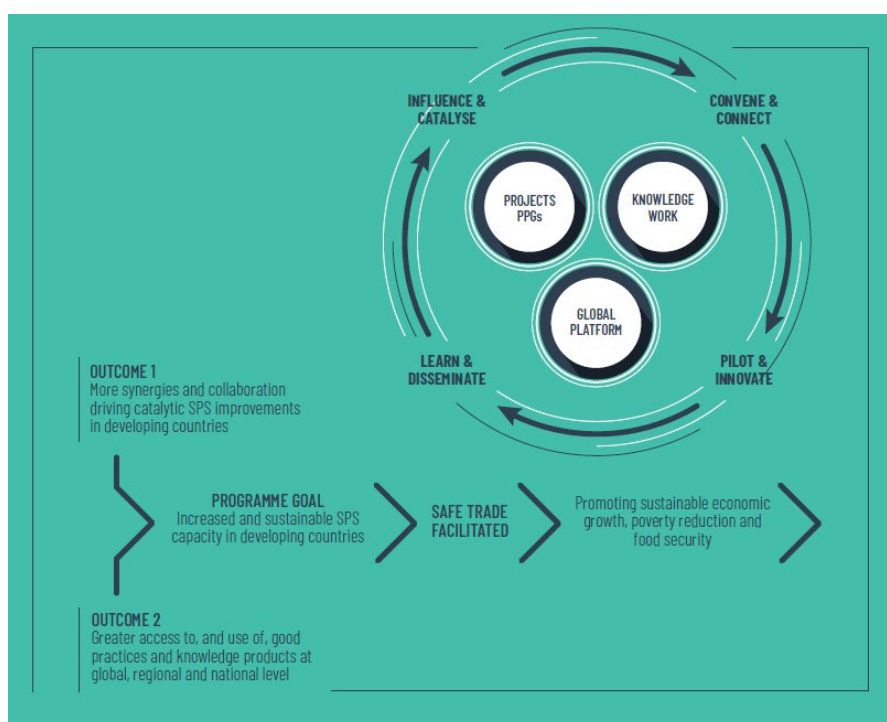 INFLUENCE &
CATALYSE
CONVENE &
CONNECT
PROJECTS
PPGs
KNOWLEDGE
WORK
GLOBAL
PLATFORM
LEARN &
DISSEMINATE
PILOT &
INNOVATE
OUTCOME 1
More synergies and collaboration
driving catalytic SPS improvements
in developing countries
PROGRAMME GOAL
Increased and sustainable SPS
capacity in developing countries
SAFE TRADE
FACILITATED
Promoting sustainable economic
growth, poverty reduction and
food security
OUTCOME 2
Greater access to, and use of, good
practices and knowledge products at
global, regional and national level